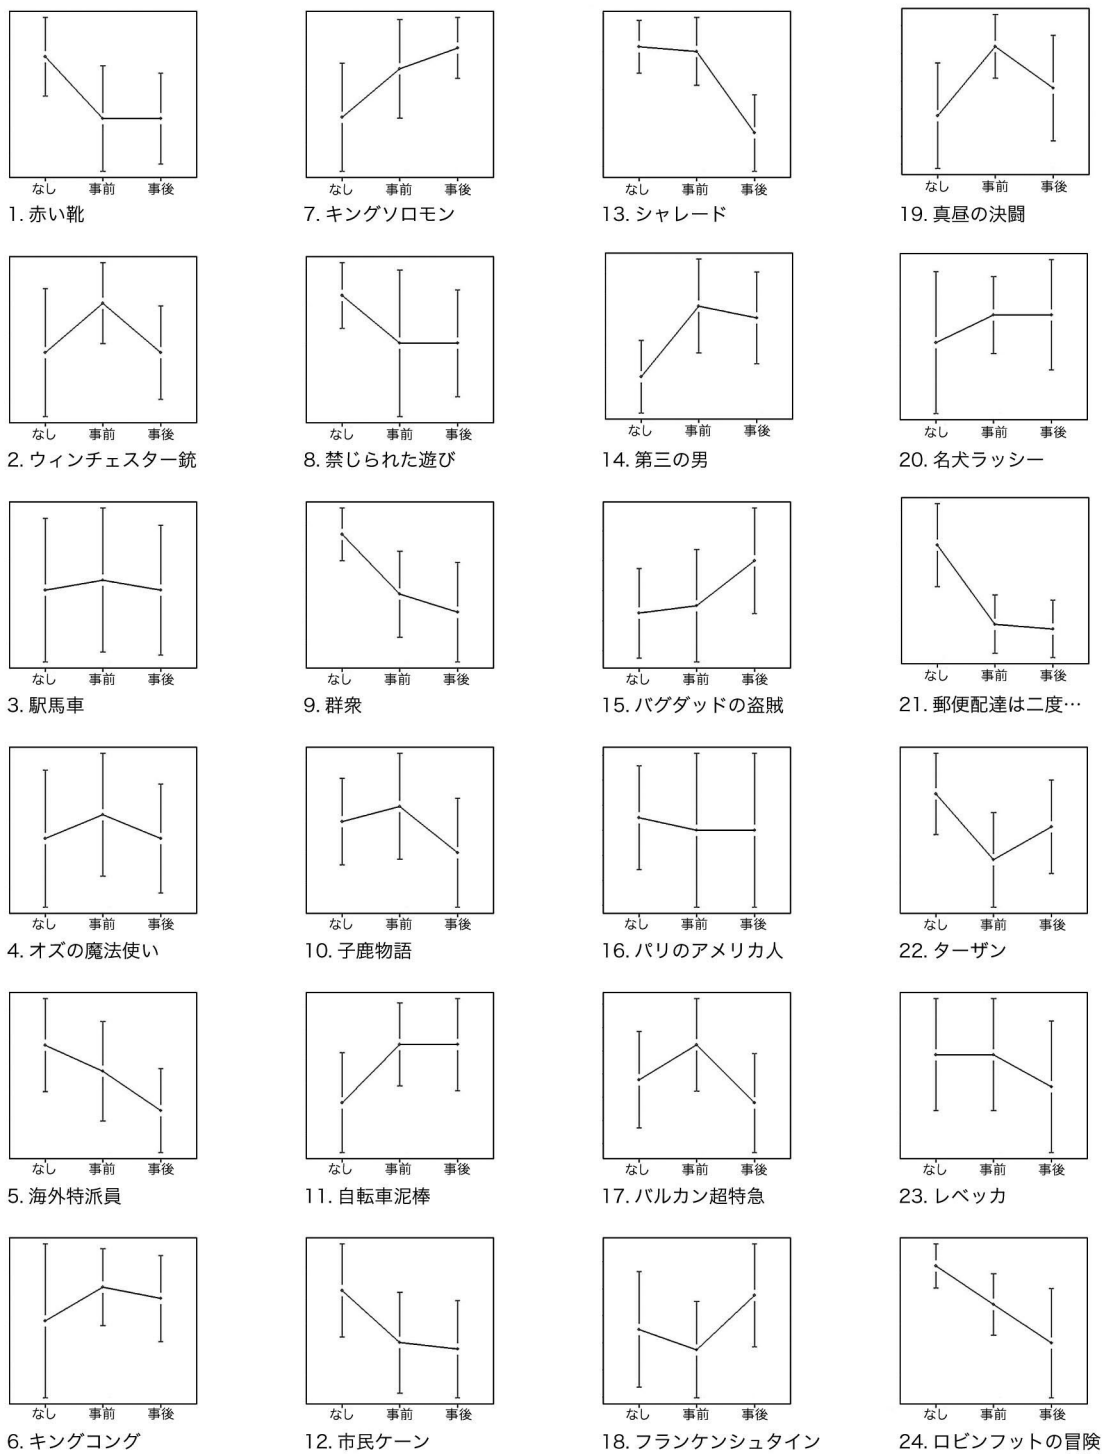 なし 事前 事後
1. 赤い靴
なし 事前 事後
2. ウィンチェスター銃
なし 事前 事後
3. 駅馬車
なし 事前 事後
4. オズの魔法使い
なし 事前 事後
5. 海外特派員
なし 事前 事後
6. キングコング
なし 事前 事後
7. キングソロモン
なし 事前 事後
8. 禁じられた遊び
なし 事前 事後
9. 群衆
なし 事前 事後
10. 子鹿物語
なし 事前 事後
11. 自転車泥棒
なし 事前 事後
12. 市民ケーン
なし 事前 事後
13. シャレード
なし 事前 事後
14. 第三の男
なし 事前 事後
15. バグダッドの盗賊
なし 事前 事後
16. パリのアメリカ人
なし 事前 事後
17. バルカン超特急
なし 事前 事後
18. フランケンシュタイン
なし 事前 事後
19. 真昼の決闘
なし 事前 事後
20. 名犬ラッシー
なし 事前 事後
21. 郵便配達は二度…
なし 事前 事後
22. ターザン
なし 事前 事後
23. レベッカ
なし 事前 事後
24. ロビンフットの冒険